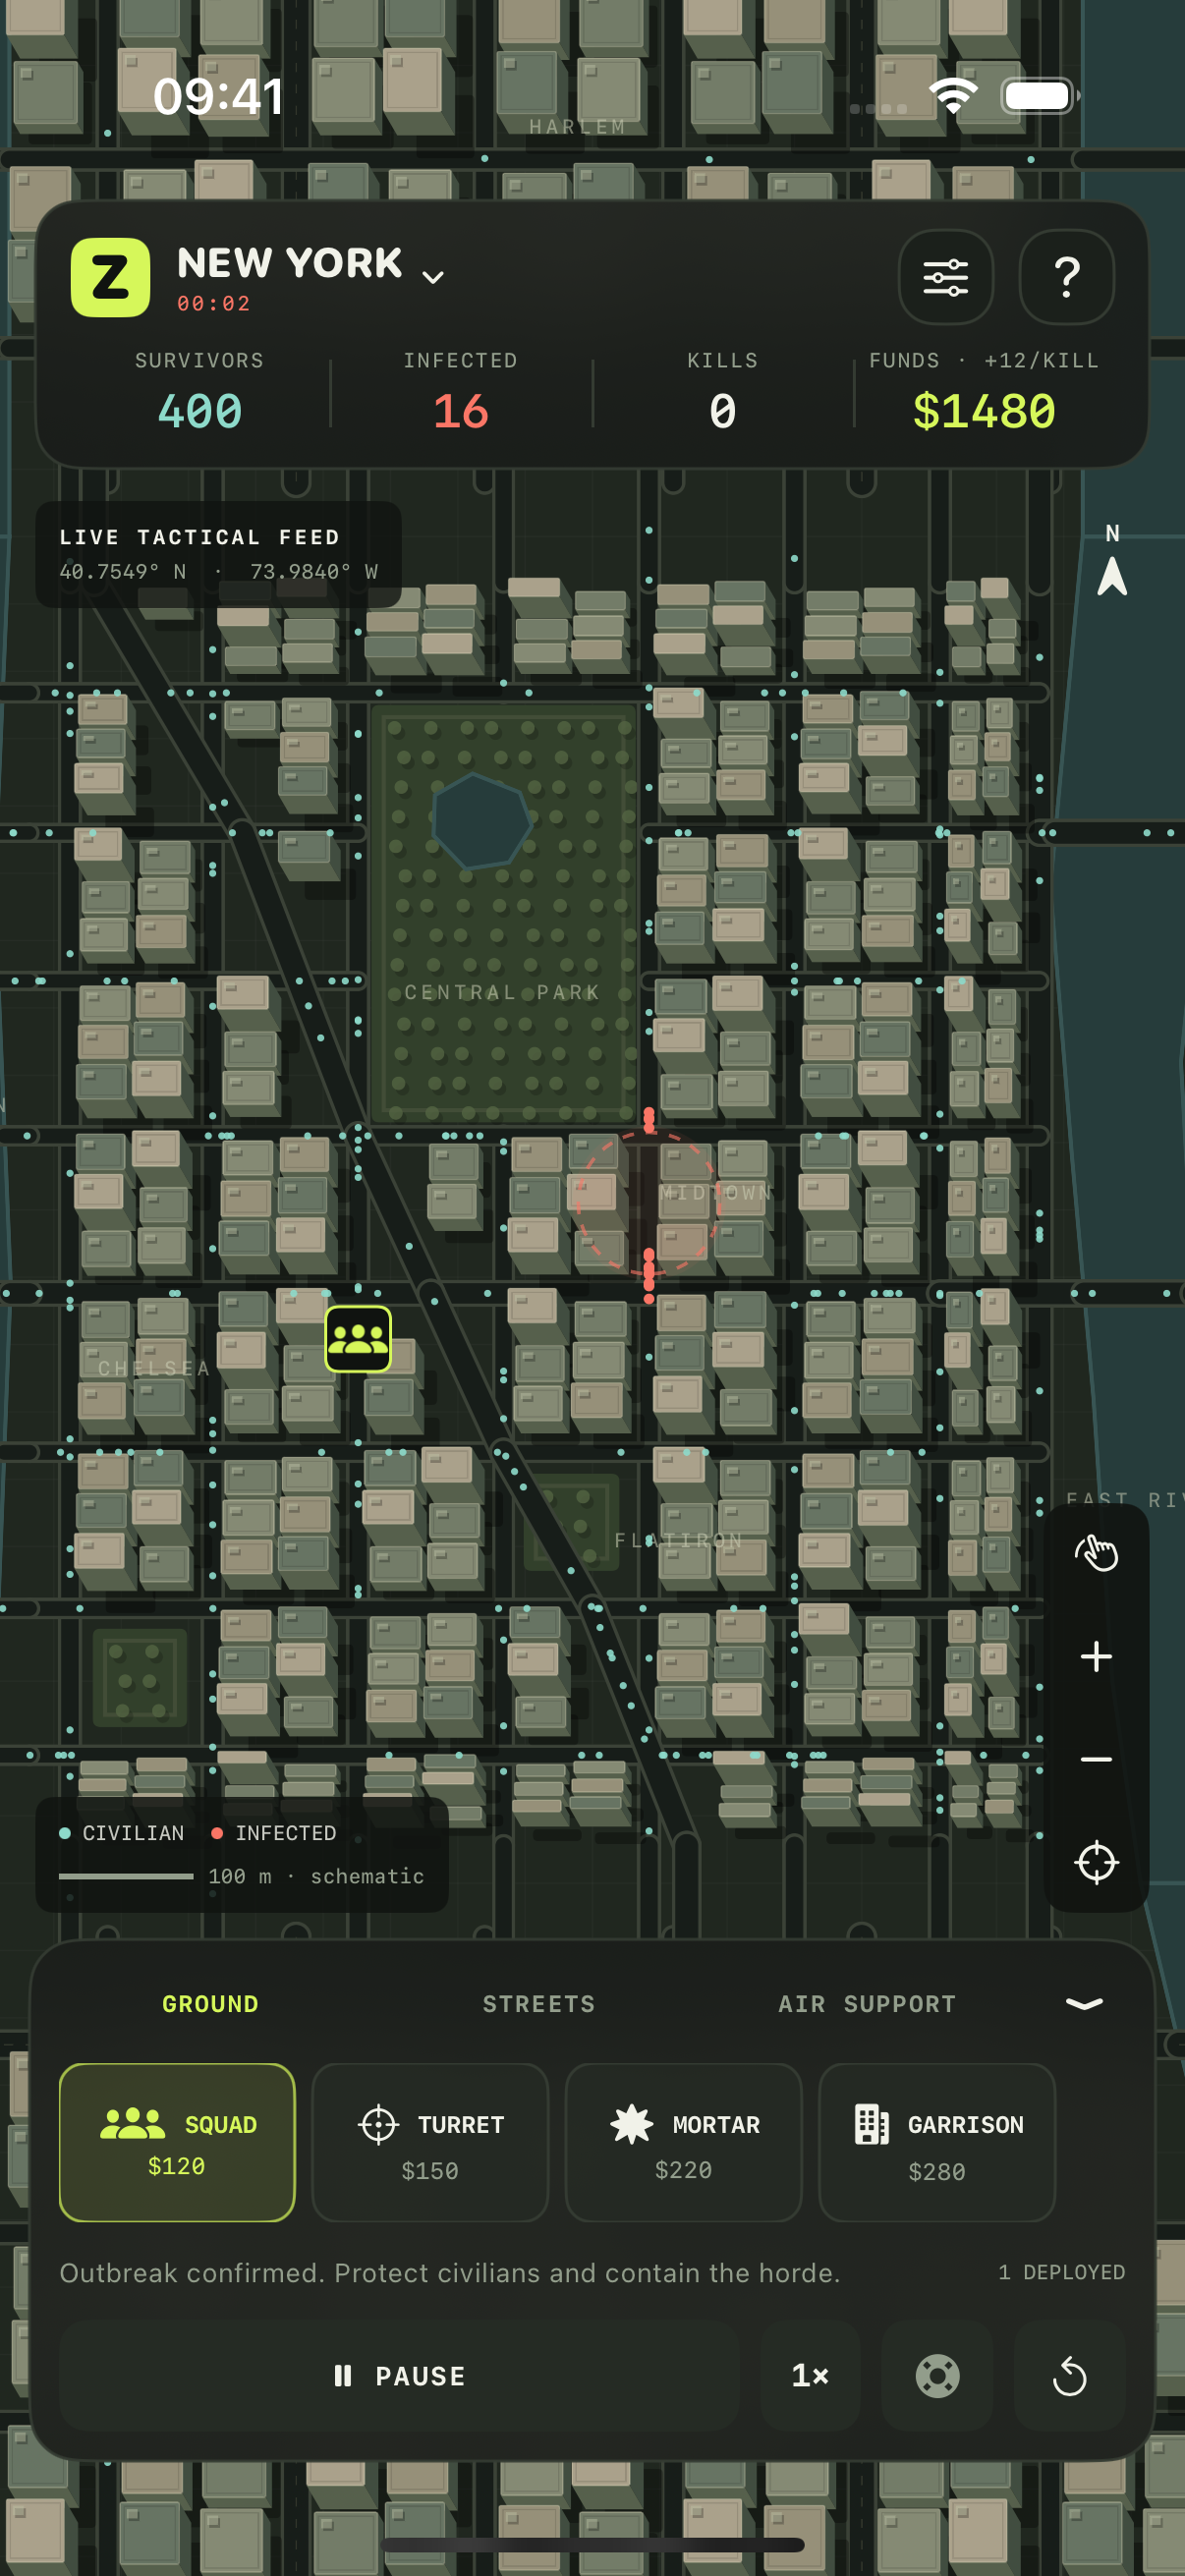 09:41
HARLEM
Z
NEW YORK
00:02
?
SURVIVORS INFECTED KILLS FUNDS · +12/KILL
400 16 0 $1480
LIVE TACTICAL FEED
40.7549° N · 73.9840° W
N
CENTRAL PARK
MIDTOWN
CHELSEA
EAST RIV
FLATIRON
CIVILIAN INFECTED
100 m · schematic
GROUND STREETS AIR SUPPORT
SQUAD TURRET MORTAR GARRISON
$120 $150 $220 $280
Outbreak confirmed. Protect civilians and contain the horde. 1 DEPLOYED
PAUSE 1×